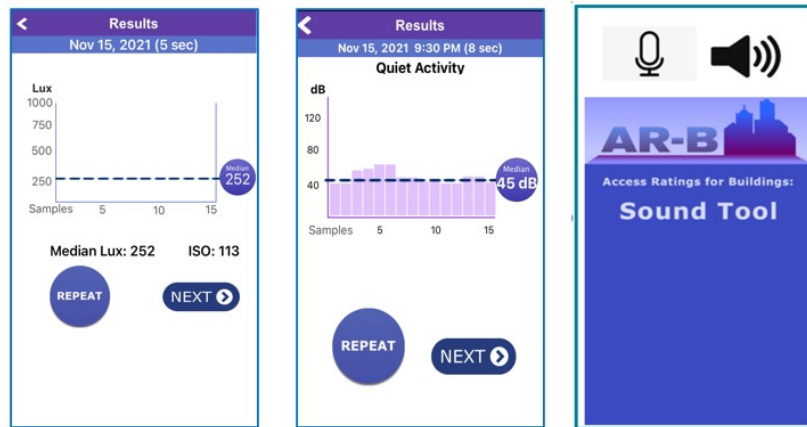 Results
Nov 15, 2021 (5 sec)
Lux
1000
750
500
250
Median
252
Samples 5 10 15
Median Lux: 252 ISO: 113
REPEAT
NEXT
Results
Nov 15, 2021 9:30 PM (8 sec)
Quiet Activity
dB
120
80
40
Median
45 dB
Samples 5 10 15
REPEAT
NEXT
AR-B
Access Ratings for Buildings:
Sound Tool